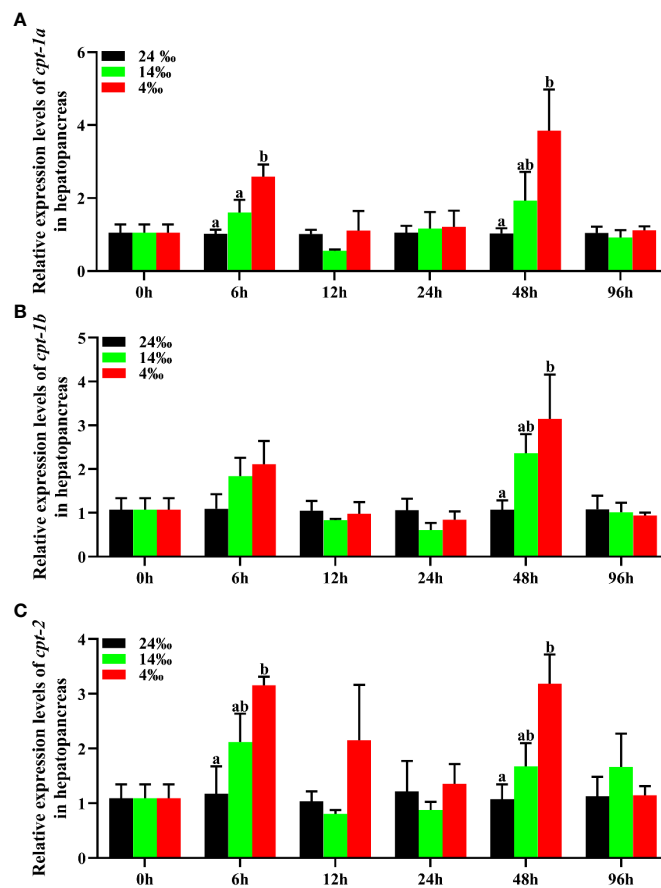 A
Relative expression levels of cpt-1a
in hepatopancreas
6
4
2
0
24 ‰
14‰
4‰
a
a
b
a
ab
b
0h 6h 12h 24h 48h 96h
B
Relative expression levels of cpt-1b
in hepatopancreas
5
4
3
2
1
0
24‰
14‰
4‰
a
ab
b
0h 6h 12h 24h 48h 96h
C
Relative expression levels of cpt-2
in hepatopancreas
4
3
2
1
0
24‰
14‰
4‰
a
ab
b
a
ab
b
0h 6h 12h 24h 48h 96h